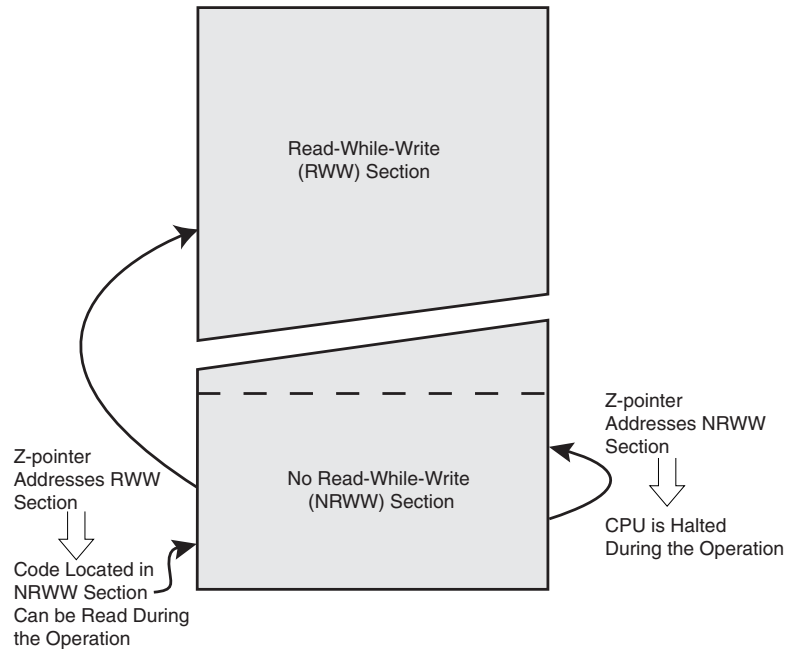 Read-While-Write
(RWW) Section
Z-pointer
Addresses NRWW
Section
CPU is Halted
During the Operation
No Read-While-Write
(NRWW) Section
Z-pointer
Addresses RWW
Section
Code Located in
NRWW Section
Can be Read During
the Operation